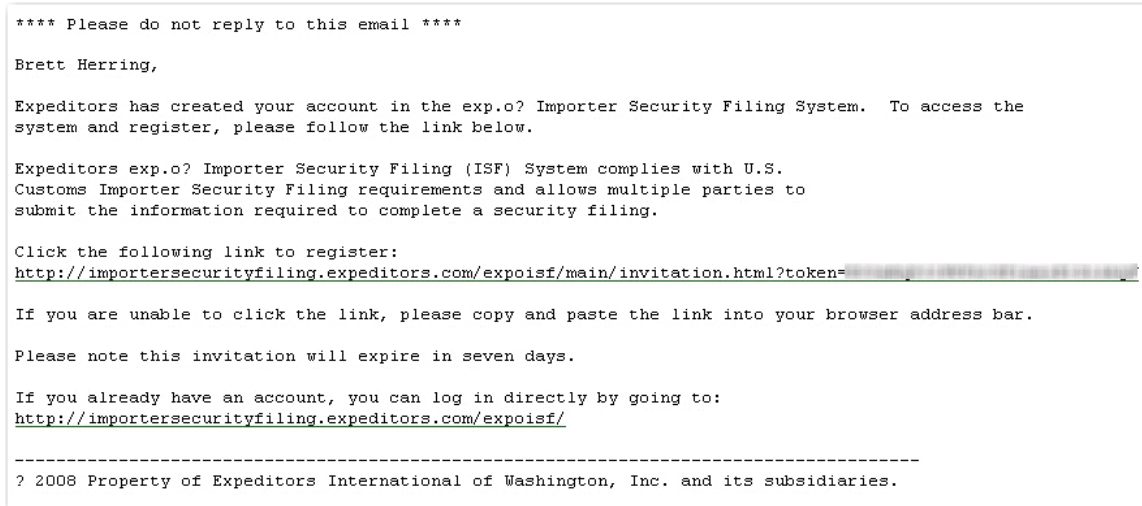 **** Please do not reply to this email ****
Brett Herring,
Expeditors has created your account in the exp.o? Importer Security Filing System.  To access the
system and register, please follow the link below.
Expeditors exp.o? Importer Security Filing (ISF) System complies with U.S.
Customs Importer Security Filing requirements and allows multiple parties to
submit the information required to complete a security filing.
Click the following link to register:
http://importersecurityfiling.expeditors.com/expoisf/main/invitation.html?token=
If you are unable to click the link, please copy and paste the link into your browser address bar.
Please note this invitation will expire in seven days.
If you already have an account, you can log in directly by going to:
http://importersecurityfiling.expeditors.com/expoisf/
--------------------------------------------------------------------------------------
? 2008 Property of Expeditors International of Washington, Inc. and its subsidiaries.